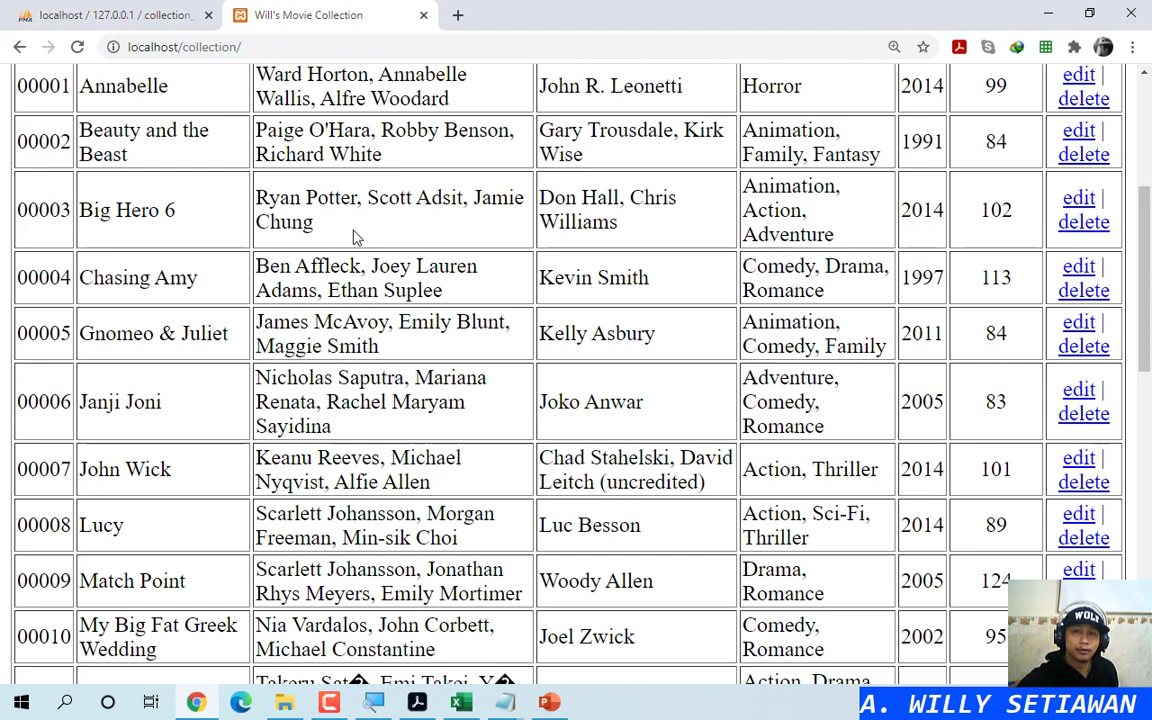 localhost / 127.0.0.1 / collection_
Will's Movie Collection
localhost/collection/
00001 Annabelle Ward Horton, Annabelle Wallis, Alfre Woodard John R. Leonetti Horror 2014 99 edit | delete
00002 Beauty and the Beast Paige O'Hara, Robby Benson, Richard White Gary Trousdale, Kirk Wise Animation, Family, Fantasy 1991 84 edit | delete
00003 Big Hero 6 Ryan Potter, Scott Adsit, Jamie Chung Don Hall, Chris Williams Animation, Action, Adventure 2014 102 edit | delete
00004 Chasing Amy Ben Affleck, Joey Lauren Adams, Ethan Suplee Kevin Smith Comedy, Drama, Romance 1997 113 edit | delete
00005 Gnomeo & Juliet James McAvoy, Emily Blunt, Maggie Smith Kelly Asbury Animation, Comedy, Family 2011 84 edit | delete
00006 Janji Joni Nicholas Saputra, Mariana Renata, Rachel Maryam Sayidina Joko Anwar Adventure, Comedy, Romance 2005 83 edit | delete
00007 John Wick Keanu Reeves, Michael Nyqvist, Alfie Allen Chad Stahelski, David Leitch (uncredited) Action, Thriller 2014 101 edit | delete
00008 Lucy Scarlett Johansson, Morgan Freeman, Min-sik Choi Luc Besson Action, Sci-Fi, Thriller 2014 89 edit | delete
00009 Match Point Scarlett Johansson, Jonathan Rhys Meyers, Emily Mortimer Woody Allen Drama, Romance 2005 124 edit |
00010 My Big Fat Greek Wedding Nia Vardalos, John Corbett, Michael Constantine Joel Zwick Comedy, Romance 2002 95
Takeru Sat�, Emi Takei, Y� Action, Drama
WOLF
A. WILLY SETIAWAN